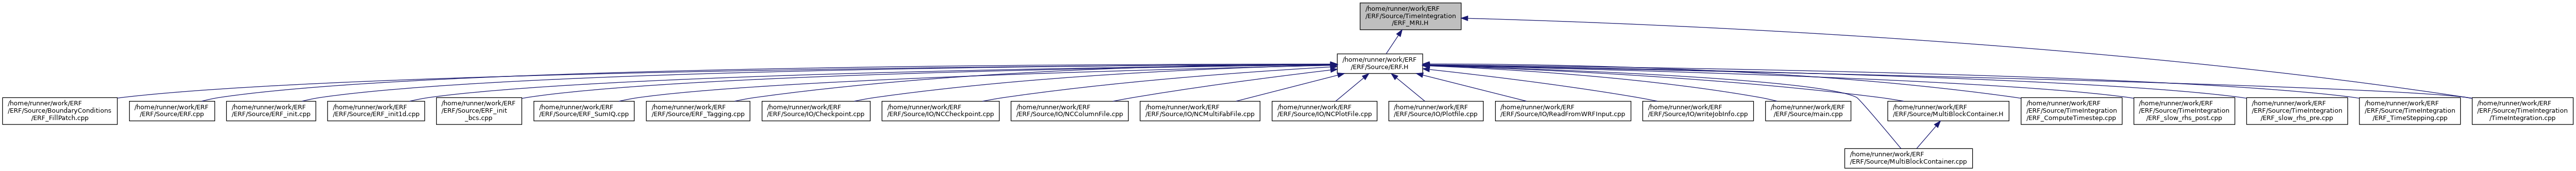 /home/runner/work/ERF
/ERF/Source/TimeIntegration
/ERF_MRI.H
/home/runner/work/ERF
/ERF/Source/ERF.H
/home/runner/work/ERF
/ERF/Source/BoundaryConditions
/ERF_FillPatch.cpp
/home/runner/work/ERF
/ERF/Source/ERF.cpp
/home/runner/work/ERF
/ERF/Source/ERF_init.cpp
/home/runner/work/ERF
/ERF/Source/ERF_init1d.cpp
/home/runner/work/ERF
/ERF/Source/ERF_init
_bcs.cpp
/home/runner/work/ERF
/ERF/Source/ERF_SumIQ.cpp
/home/runner/work/ERF
/ERF/Source/ERF_Tagging.cpp
/home/runner/work/ERF
/ERF/Source/IO/Checkpoint.cpp
/home/runner/work/ERF
/ERF/Source/IO/NCCheckpoint.cpp
/home/runner/work/ERF
/ERF/Source/IO/NCColumnFile.cpp
/home/runner/work/ERF
/ERF/Source/IO/NCMultiFabFile.cpp
/home/runner/work/ERF
/ERF/Source/IO/NCPlotFile.cpp
/home/runner/work/ERF
/ERF/Source/IO/Plotfile.cpp
/home/runner/work/ERF
/ERF/Source/IO/ReadFromWRFInput.cpp
/home/runner/work/ERF
/ERF/Source/IO/writeJobInfo.cpp
/home/runner/work/ERF
/ERF/Source/main.cpp
/home/runner/work/ERF
/ERF/Source/MultiBlockContainer.H
/home/runner/work/ERF
/ERF/Source/TimeIntegration
/ERF_ComputeTimestep.cpp
/home/runner/work/ERF
/ERF/Source/TimeIntegration
/ERF_slow_rhs_post.cpp
/home/runner/work/ERF
/ERF/Source/TimeIntegration
/ERF_slow_rhs_pre.cpp
/home/runner/work/ERF
/ERF/Source/TimeIntegration
/ERF_TimeStepping.cpp
/home/runner/work/ERF
/ERF/Source/TimeIntegration
/TimeIntegration.cpp
/home/runner/work/ERF
/ERF/Source/MultiBlockContainer.cpp